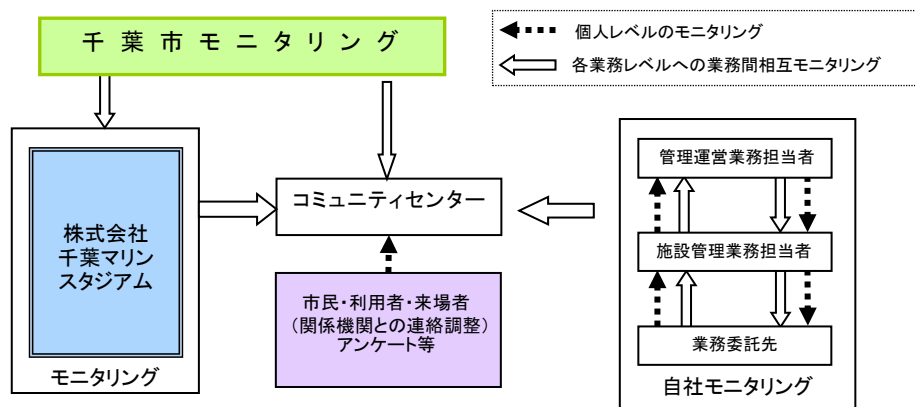 千葉市モニタリング
個人レベルのモニタリング
各業務レベルへの業務間相互モニタリング
株式会社
千葉マリン
スタジアム
モニタリング
コミュニティセンター
市民・利用者・来場者
（関係機関との連絡調整）
アンケート等
管理運営業務担当者
施設管理業務担当者
業務委託先
自社モニタリング